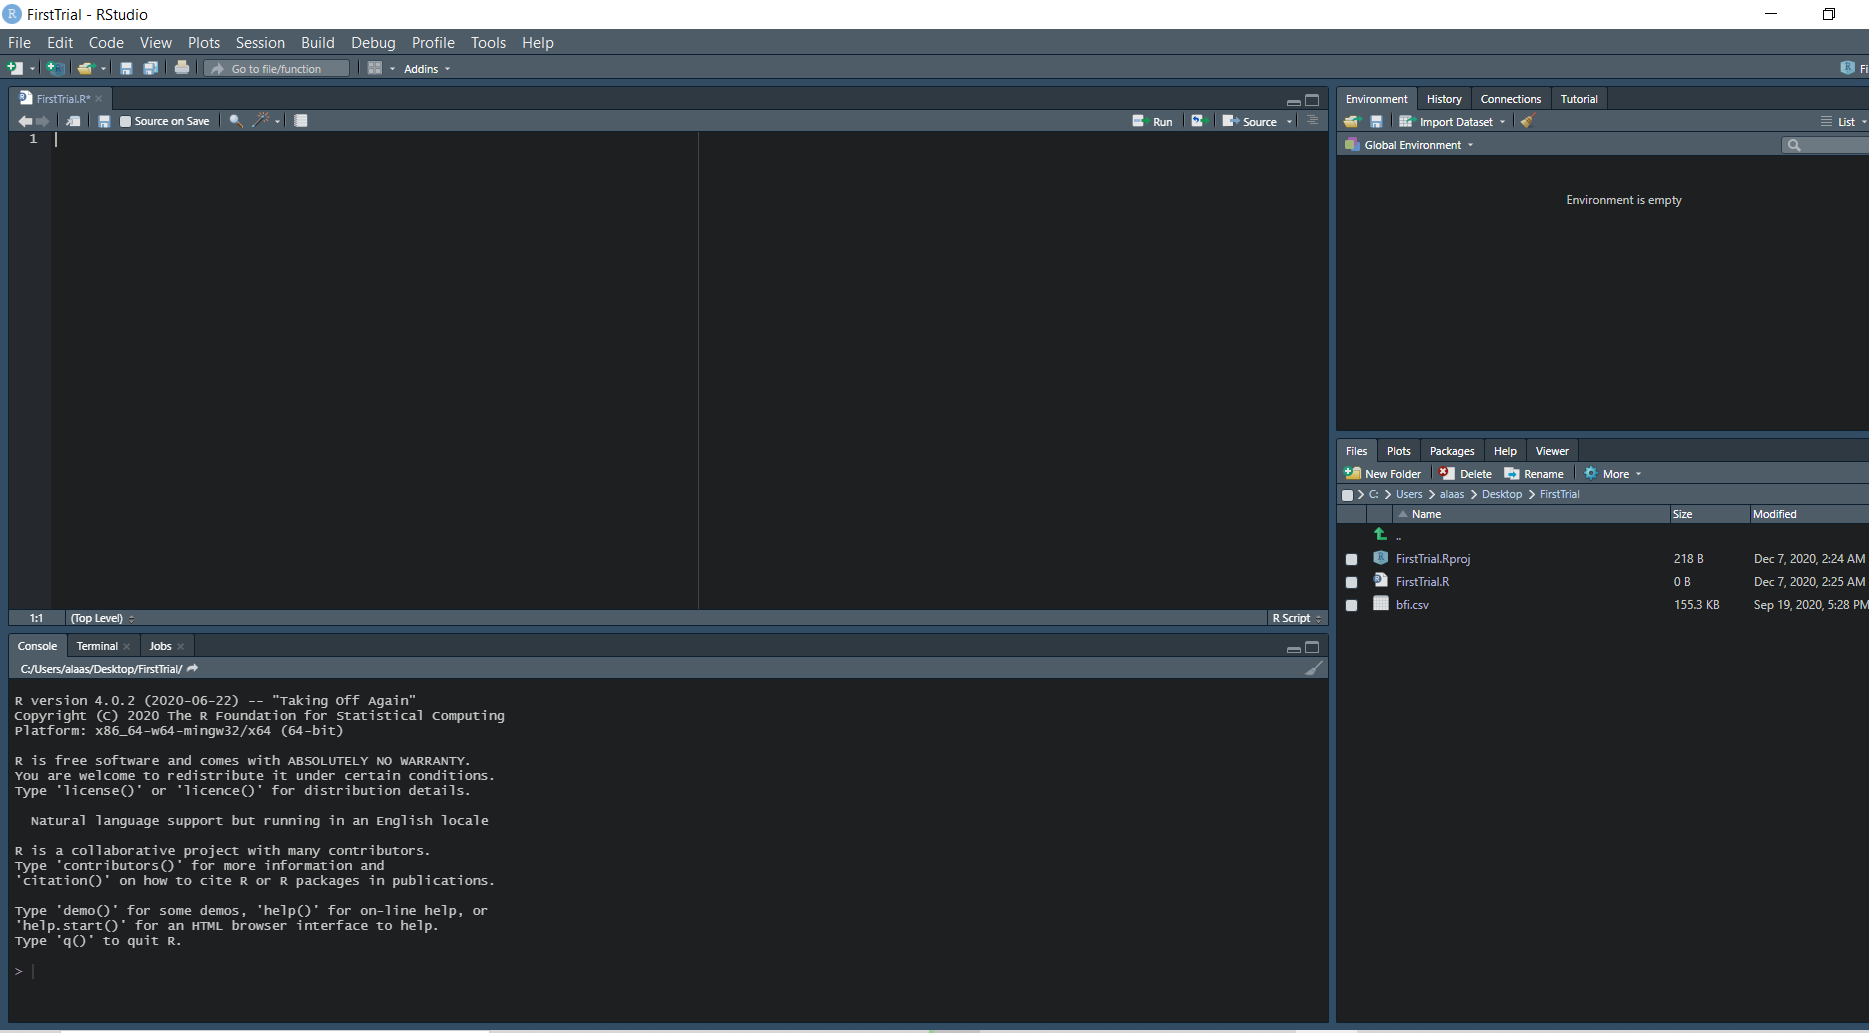 FirstTrial - RStudio
File Edit Code View Plots Session Build Debug Profile Tools Help
Go to file/function Addins
FirstTrial.R*
Source on Save Run Source
1
1:1 (Top Level) R Script
Console Terminal Jobs
C:/Users/alaas/Desktop/FirstTrial/
R version 4.0.2 (2020-06-22) -- "Taking Off Again"
Copyright (C) 2020 The R Foundation for Statistical Computing
Platform: x86_64-w64-mingw32/x64 (64-bit)
R is free software and comes with ABSOLUTELY NO WARRANTY.
You are welcome to redistribute it under certain conditions.
Type 'license()' or 'licence()' for distribution details.
Natural language support but running in an English locale
R is a collaborative project with many contributors.
Type 'contributors()' for more information and
'citation()' on how to cite R or R packages in publications.
Type 'demo()' for some demos, 'help()' for on-line help, or
'help.start()' for an HTML browser interface to help.
Type 'q()' to quit R.
>
Fi
Environment History Connections Tutorial
Import Dataset List
Global Environment
Environment is empty
Files Plots Packages Help Viewer
New Folder Delete Rename More
C: Users alaas Desktop FirstTrial
Name Size Modified
..
FirstTrial.Rproj 218 B Dec 7, 2020, 2:24 AM
FirstTrial.R 0 B Dec 7, 2020, 2:25 AM
bfi.csv 155.3 KB Sep 19, 2020, 5:28 PM